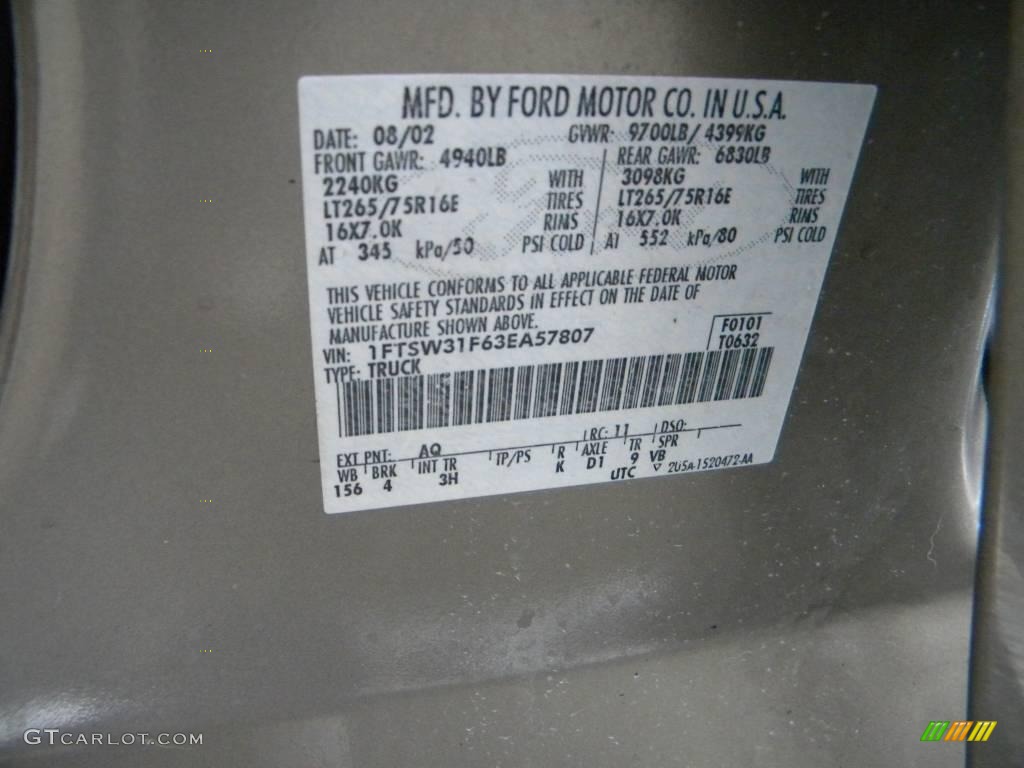 MFD. BY FORD MOTOR CO. IN U.S.A.
DATE: 08/02 GVWR: 9700LB/ 4399KG
FRONT GAWR: 4940LB REAR GAWR: 6830LB
2240KG WITH 3098KG WITH
LT265/75R16E TIRES LT265/75R16E TIRES
16X7.0K RIMS 16X7.0K RIMS
AT 345 kPa/50 PSI COLD AT 552 kPa/80 PSI COLD
THIS VEHICLE CONFORMS TO ALL APPLICABLE FEDERAL MOTOR
VEHICLE SAFETY STANDARDS IN EFFECT ON THE DATE OF
MANUFACTURE SHOWN ABOVE.
VIN: 1FTSW31F63EA57807 F0101
TYPE: TRUCK T0632
EXT PNT: AQ RC: 11 DSO:
WB BRK INT TR TP/PS R AXLE TR SPR
156 4 3H K D1 9 VB
UTC ▽ 2U5A-1520472-AA
GTCARLOT.COM